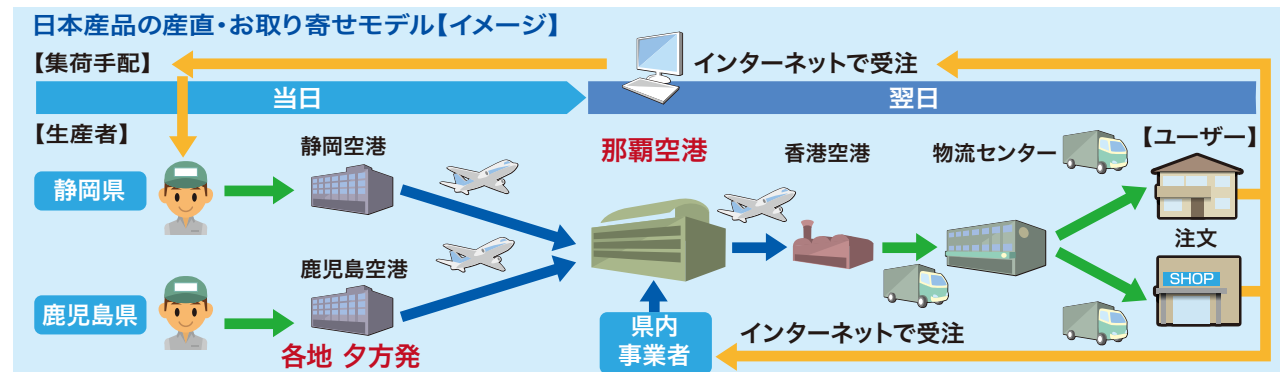 日本産品の産直・お取り寄せモデル【イメージ】
【集荷手配】
インターネットで受注
当日
翌日
【生産者】
静岡空港
那覇空港
香港空港
物流センター
【ユーザー】
静岡県
注文
鹿児島空港
SHOP
鹿児島県
各地 夕方発
県内
事業者
インターネットで受注